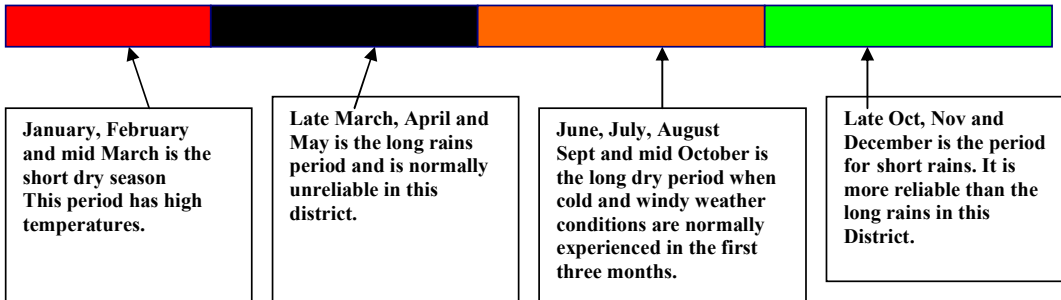 January, February
and mid March is the
short dry season
This period has high
temperatures.
Late March, April and
May is the long rains
period and is normally
unreliable in this
district.
June, July, August
Sept and mid October is
the long dry period when
cold and windy weather
conditions are normally
experienced in the first
three months.
Late Oct, Nov and
December is the period
for short rains. It is
more reliable than the
long rains in this
District.